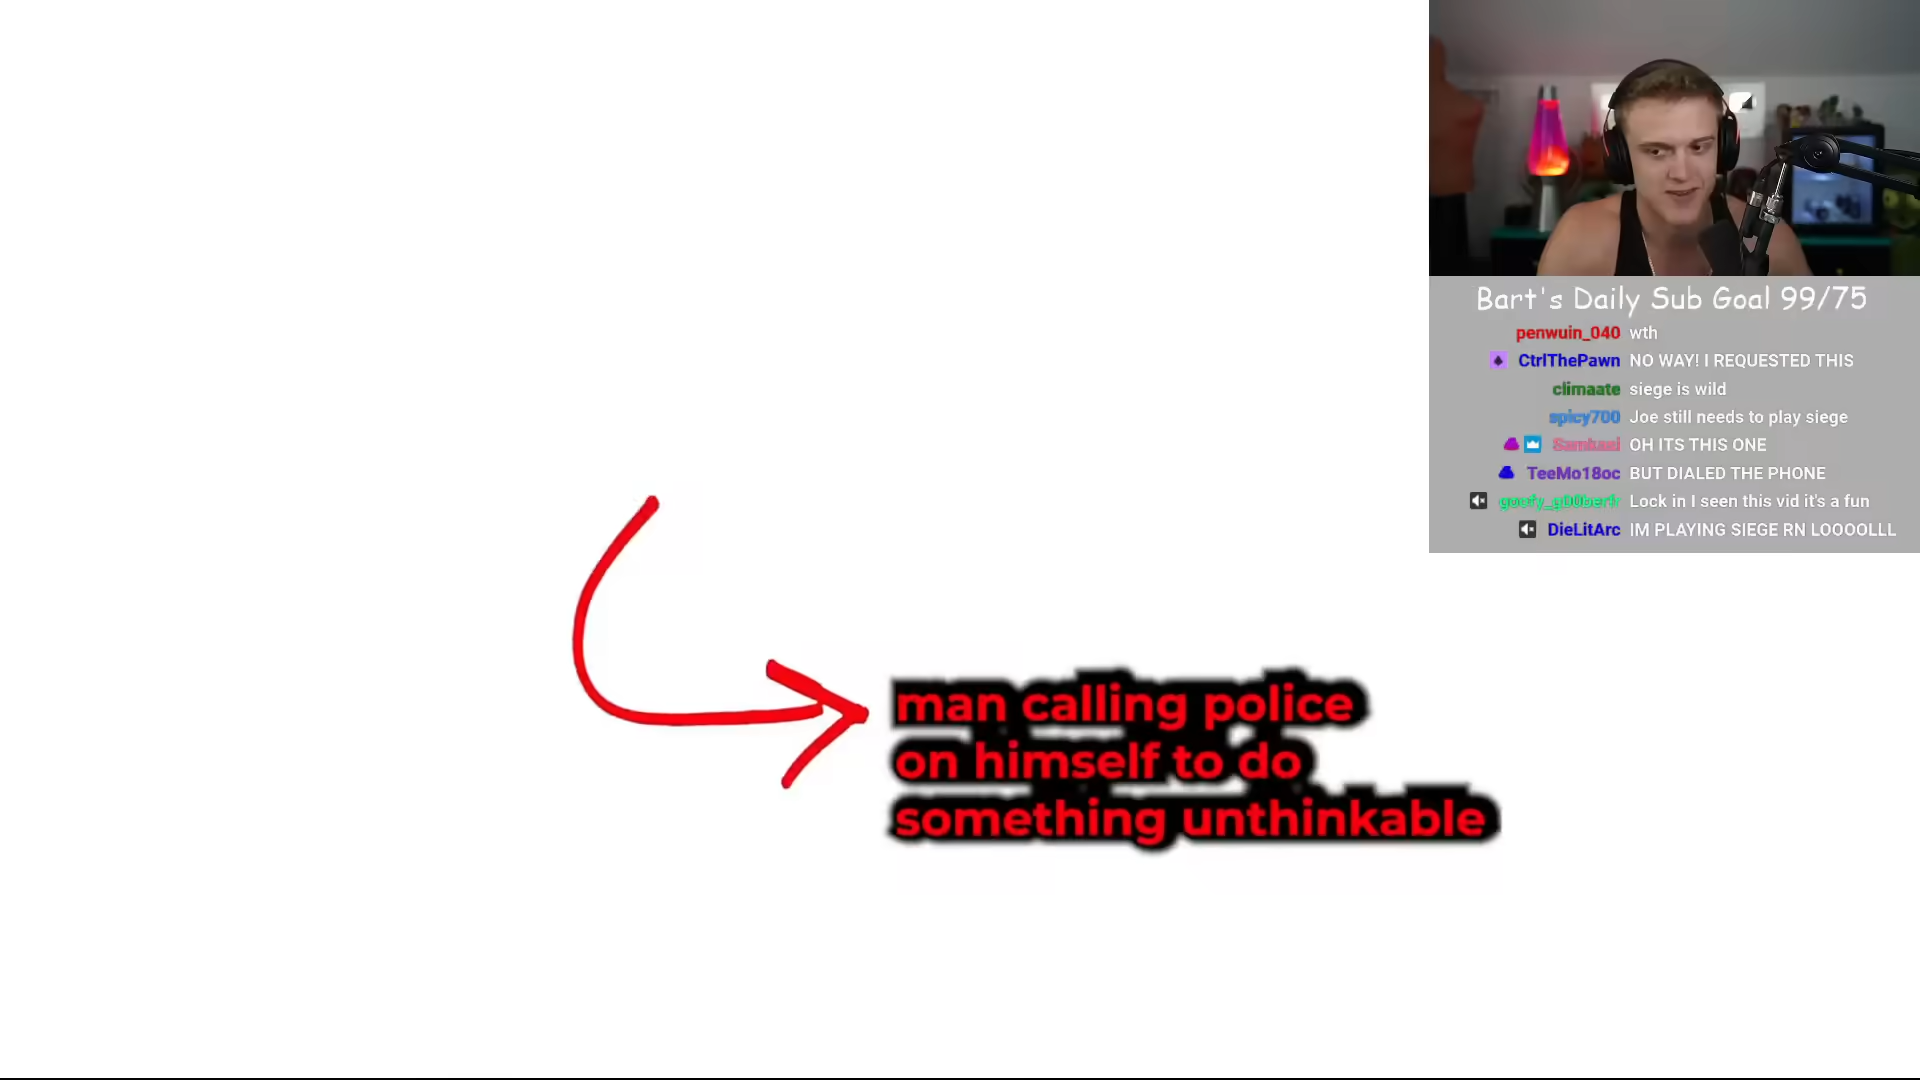 Bart's Daily Sub Goal 99/75
penwuin_040 wth
CtrlThePawn NO WAY! I REQUESTED THIS
climaate siege is wild
spicy700 Joe still needs to play siege
OH ITS THIS ONE
TeeMo18oc BUT DIALED THE PHONE
Lock in I seen this vid it's a fun
DieLitArc IM PLAYING SIEGE RN LOOOOLLL
man calling police
on himself to do
something unthinkable